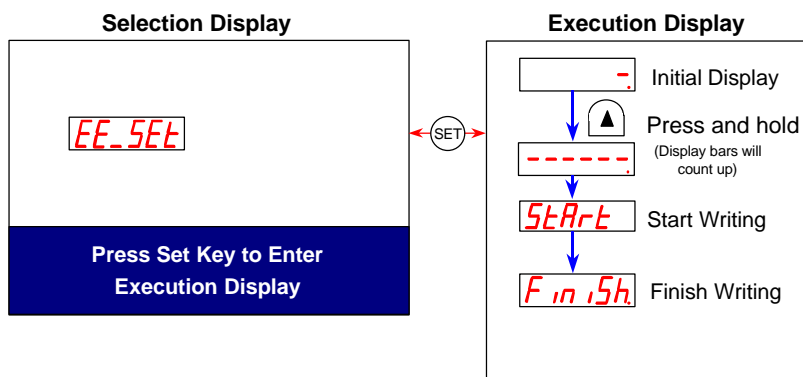 Selection Display
EE_SEt
Press Set Key to Enter
Execution Display
SET
Execution Display
-.
Initial Display
Press and hold
(Display bars will
count up)
------.
StArt
Start Writing
FiniSh.
Finish Writing